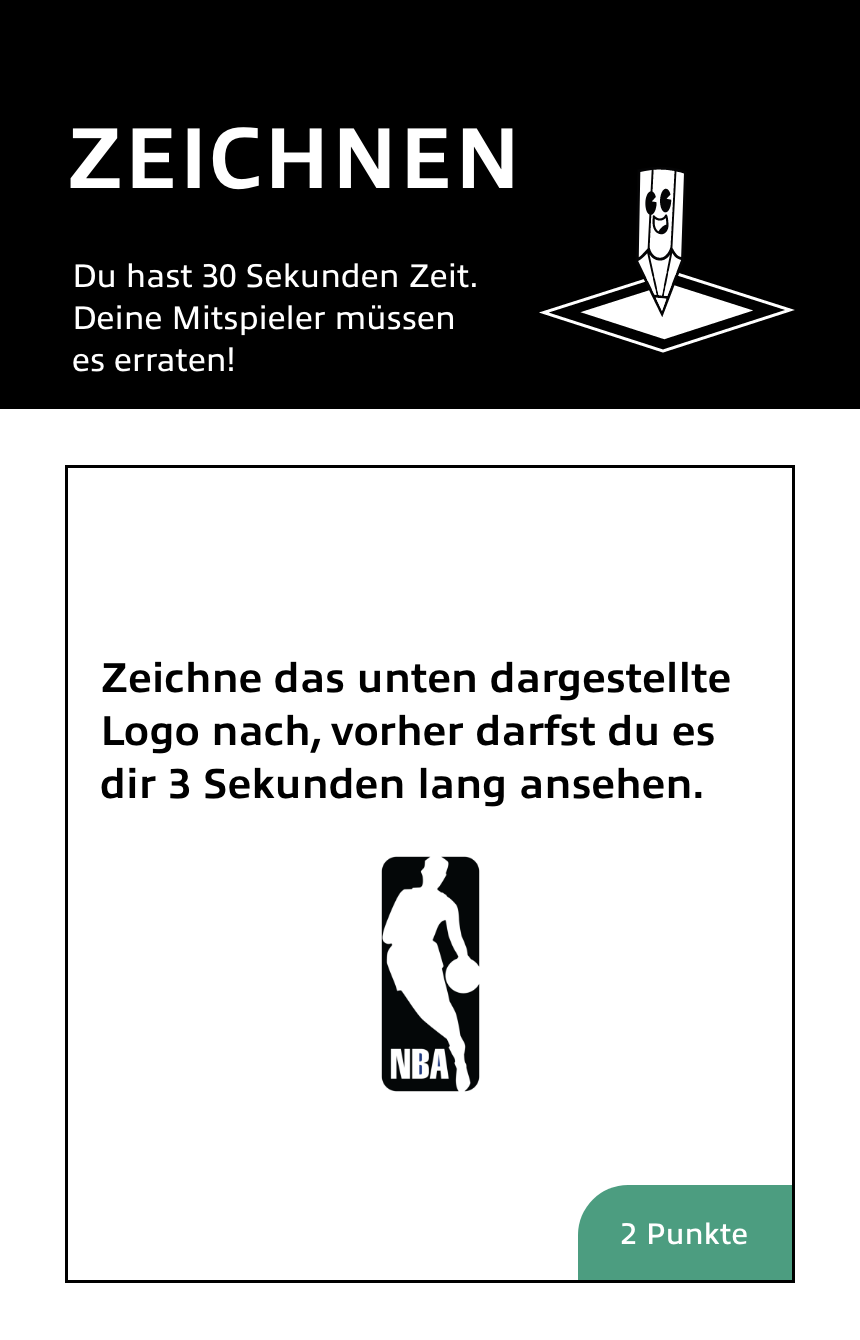 ZEICHNEN
Du hast 30 Sekunden Zeit.
Deine Mitspieler müssen
es erraten!
Zeichne das unten dargestellte
Logo nach, vorher darfst du es
dir 3 Sekunden lang ansehen.
NBA
2 Punkte